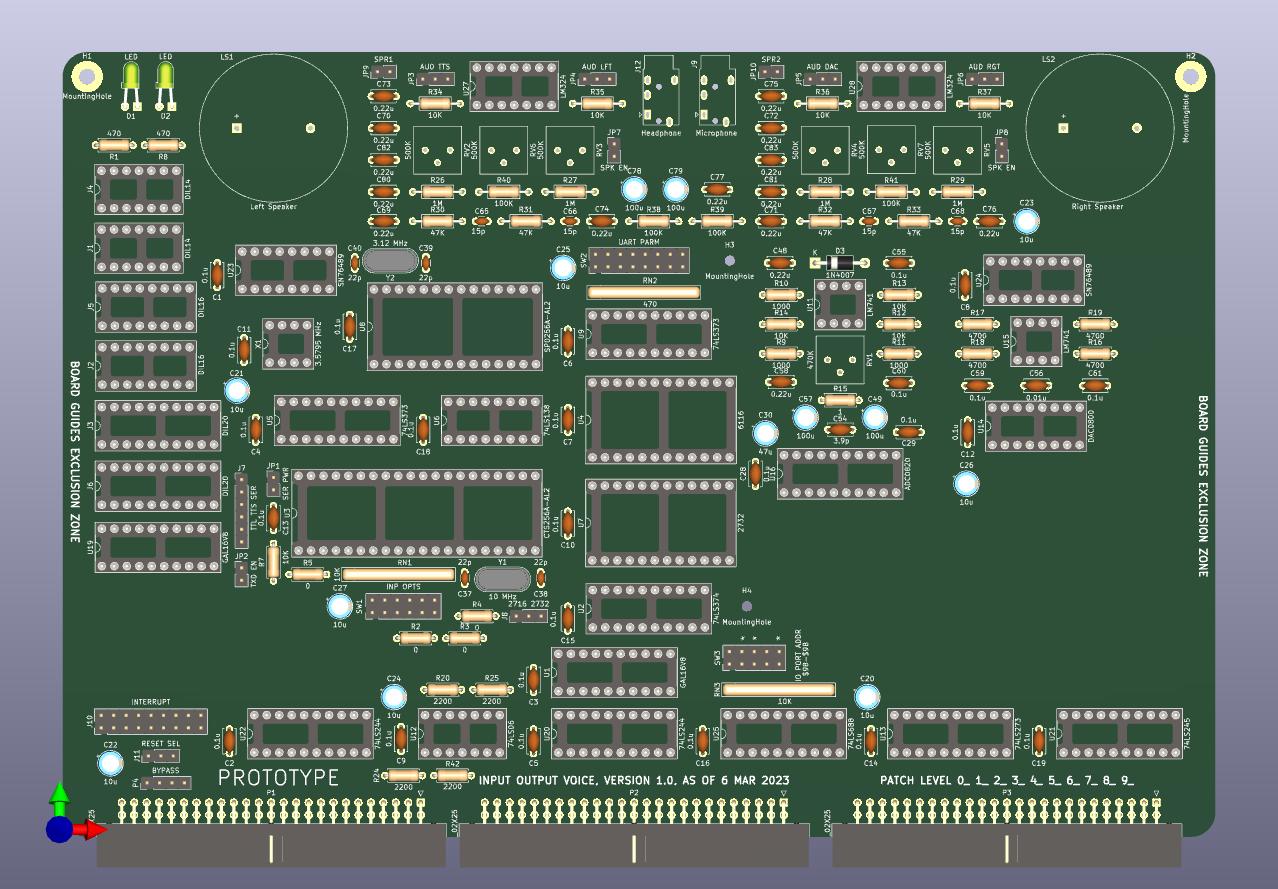 H1
LED
LED
LS1
SPR1
JP9
AUD TTS
JP3
U27
LM324
AUD LFT
JP4
J12
J9
SPR2
JP10
AUD DAC
JP5
U28
LM324
AUD RGT
JP6
LS2
H2
MountingHole
D1
D2
C73
0.22u
R34
10K
R35
10K
Headphone
Microphone
C75
0.22u
R36
10K
R37
10K
MountingHole
C70
0.22u
C72
0.22u
470
R1
470
R8
500K
RV2
500K
RV6
500K
RV3
JP7
SPK EN
500K
RV4
500K
RV7
500K
RV5
JP8
SPK EN
C82
0.22u
C83
0.22u
J4
DIL14
Left Speaker
C80
0.22u
R26
1M
R40
100K
R27
1M
C78
100u
C79
100u
C77
0.22u
C81
0.22u
R28
1M
R41
100K
R29
1M
Right Speaker
C69
0.22u
R30
47K
C65
15p
R31
47K
C66
15p
C74
0.22u
R38
100K
R39
100K
C71
0.22u
R32
47K
C67
15p
R33
47K
C68
15p
C76
0.22u
C23
10u
J1
DIL14
0.1u
C1
U23
SN76489
C40
22p
3.12 MHz
Y2
C39
22p
C25
10u
UART PARM
SW2
H3
MountingHole
C46
0.22u
K
D3
1N4007
C55
0.1u
0.1u
C8
U24
SN76489
RN2
470
R10
1000
U11
LM741
R13
10K
J5
DIL16
C17
0.1u
U8
SPO256A-AL2
U9
74LS373
0.1u
C6
R14
10K
R12
10K
R17
4700
U15
LM741
R19
4700
C11
0.1u
X1
3.5795 MHz
J2
DIL16
R9
1000
470K
RV1
R11
1000
R18
4700
R16
4700
C21
10u
C58
0.22u
C60
0.1u
C59
0.1u
C56
0.01u
C61
0.1u
R15
1
BOARD GUIDES EXCLUSION ZONE
BOARD GUIDES EXCLUSION ZONE
J3
DIL20
0.1u
C4
U5
74LS373
0.1u
C18
U6
74LS138
0.1u
C7
U4
6116
C30
47u
C57
100u
C54
3.9p
C49
100u
0.1u
C29
0.1u
C12
U14
DAC0800
J6
DIL20
J7
TTL TTS SER
JP1
SER PWR
0.1u
C13
U3
CTS256A-AL2
C28
0.1u
U16
ADC0820
C26
10u
0.1u
C10
U7
2732
U19
GAL16V8
JP2
TXD EN
R7
10K
R5
0
10K
RN1
22p
C37
Y1
10 MHz
22p
C38
C27
10u
INP OPTS
SW1
R4
0
J8
2716 2732
0.1u
C15
U2
74LS374
H4
MountingHole
R2
0
R3
0
SW3
* * *
IO PORT ADDR
$98-$9B
0.1u
C3
U1
GAL16V8
C24
10u
R20
2200
R25
2200
RN3
10K
C20
10u
INTERRUPT
J10
0.1u
C2
U22
74LS244
0.1u
C9
U12
74LS06
0.1u
C5
U20
74LS244
0.1u
C16
U25
74LS688
0.1u
C14
U13
74LS273
0.1u
C19
U21
74LS245
C22
10u
RESET SEL
J11
BYPASS
P4
PROTOTYPE
R24
2200
R42
2200
INPUT OUTPUT VOICE, VERSION 1.0, AS OF 6 MAR 2023
PATCH LEVEL 0_ 1_ 2_ 3_ 4_ 5_ 6_ 7_ 8_ 9_
P1
P2
P3
02X25
02X25